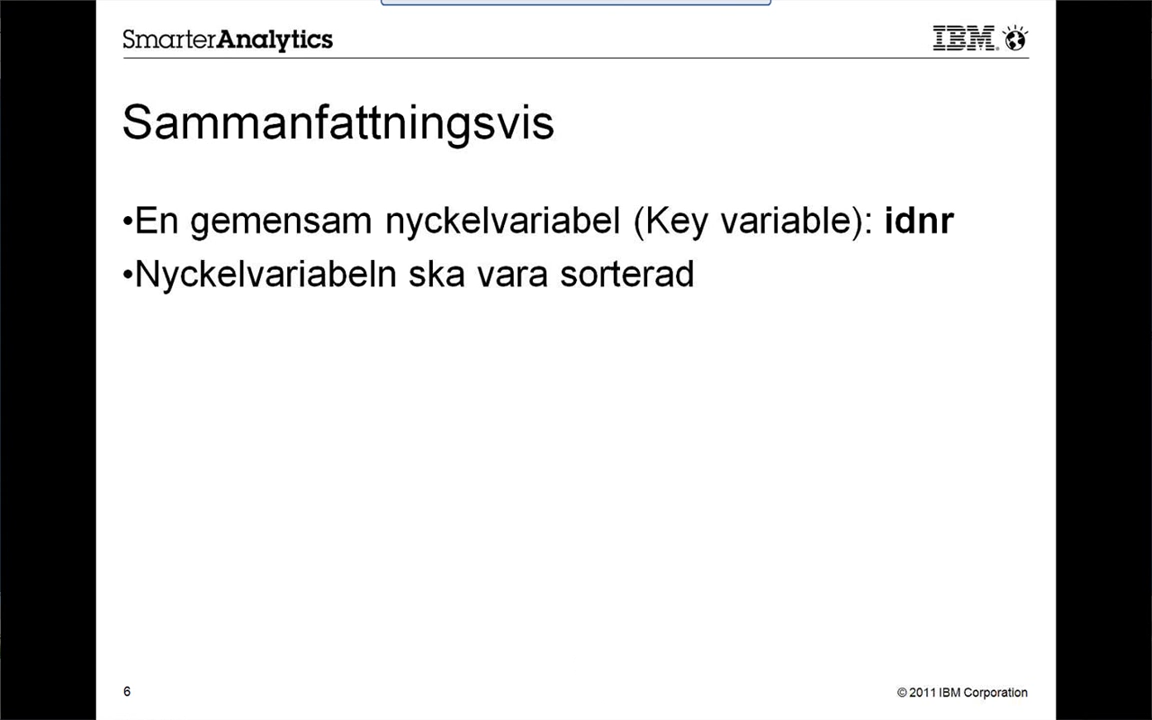 SmarterAnalytics IBM
Sammanfattningsvis
•En gemensam nyckelvariabel (Key variable): idnr
•Nyckelvariabeln ska vara sorterad
6 © 2011 IBM Corporation